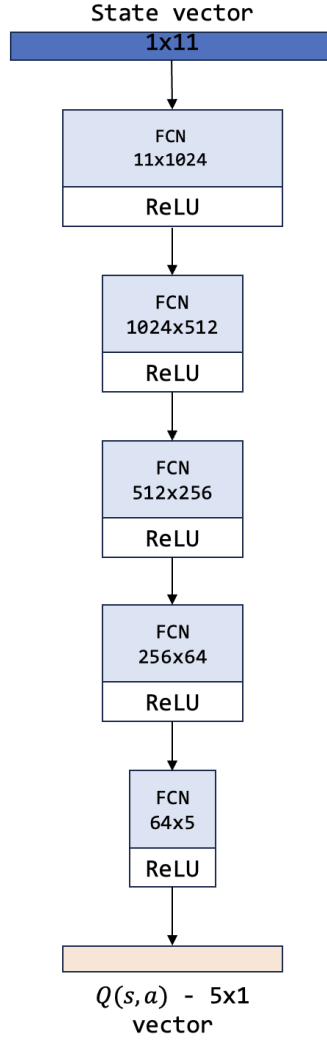 State vector
1x11
FCN
11x1024
ReLU
FCN
1024x512
ReLU
FCN
512x256
ReLU
FCN
256x64
ReLU
FCN
64x5
ReLU
Q(s,a) - 5x1
vector